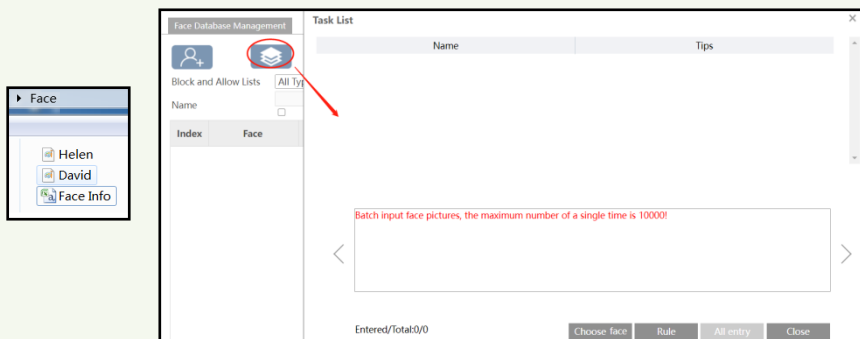 Face
Helen
David
Face Info
Face Database Management
Block and Allow Lists
All Typ
Name
Index
Face
Task List
Name
Tips
Batch input face pictures, the maximum number of a single time is 10000!
Entered/Total:0/0
Choose face
Rule
All entry
Close